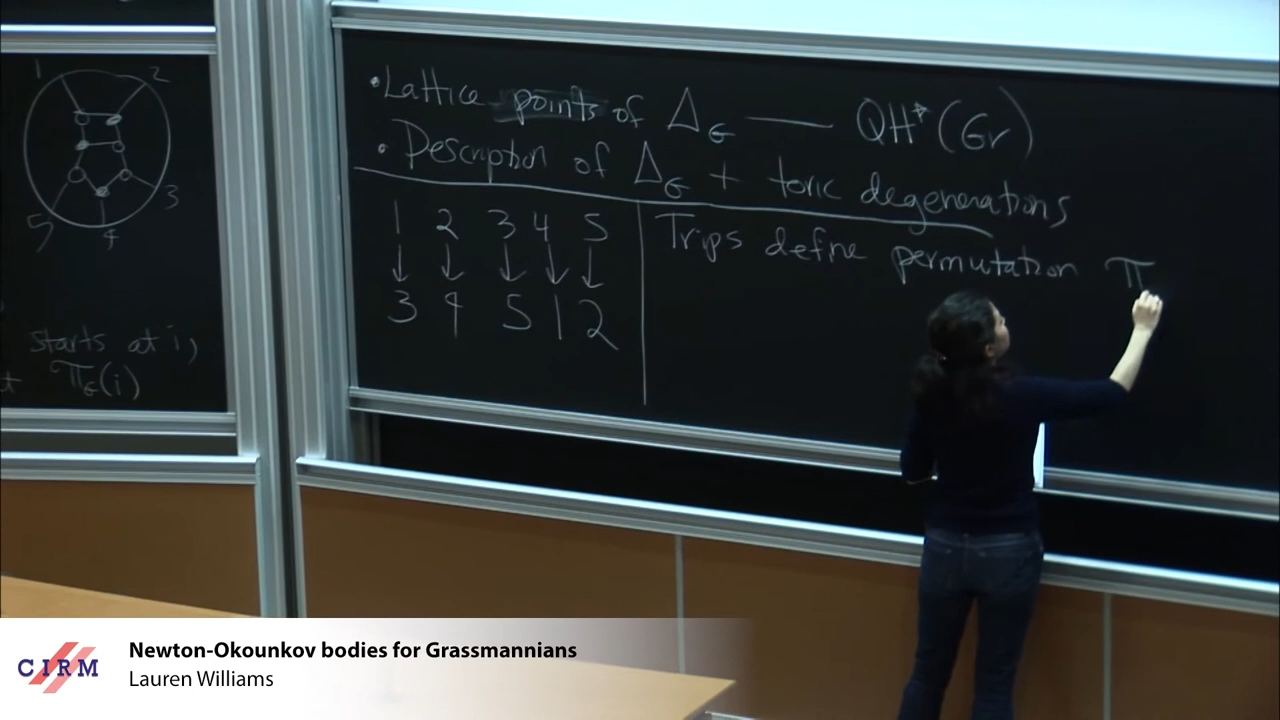 1 2
3
4
5
starts at i,
π_G(i)
• Lattice points of Δ_G — QH*(Gr)
• Description of Δ_G + toric degenerations
1 2 3 4 5
↓ ↓ ↓ ↓ ↓
3 4 5 1 2
Trips define permutation π
CIRM
Newton-Okounkov bodies for Grassmannians
Lauren Williams